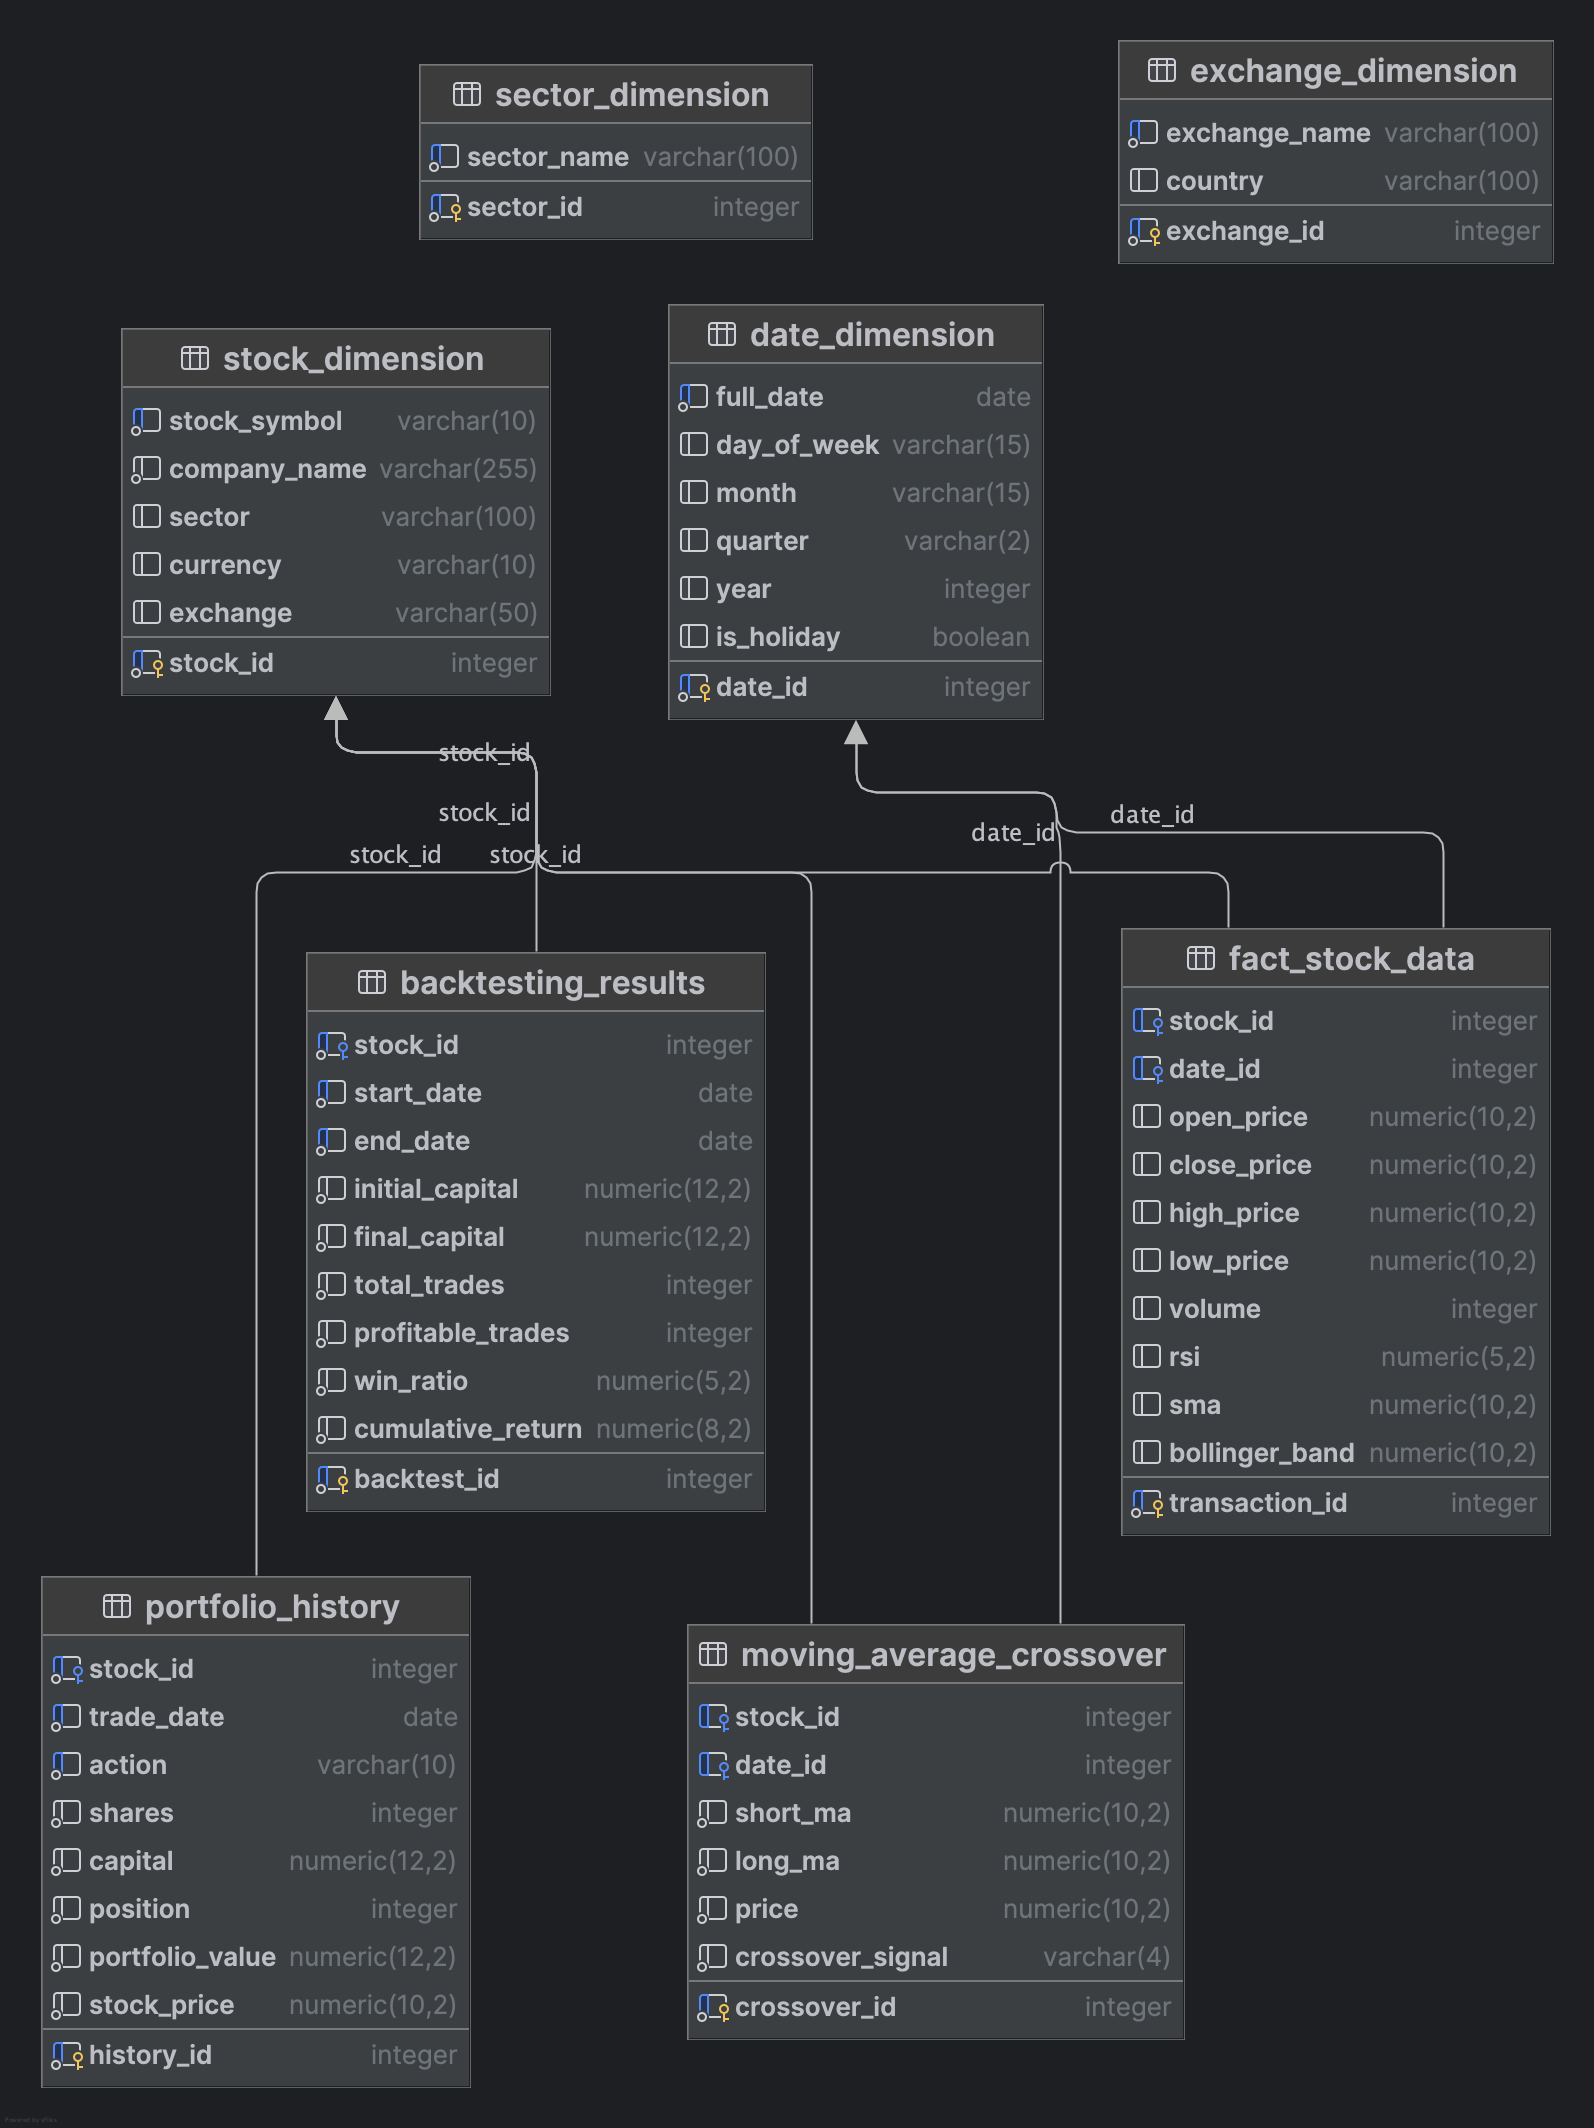 sector_dimension
sector_name varchar(100)
sector_id integer
exchange_dimension
exchange_name varchar(100)
country varchar(100)
exchange_id integer
stock_dimension
stock_symbol varchar(10)
company_name varchar(255)
sector varchar(100)
currency varchar(10)
exchange varchar(50)
stock_id integer
date_dimension
full_date date
day_of_week varchar(15)
month varchar(15)
quarter varchar(2)
year integer
is_holiday boolean
date_id integer
stock_id
stock_id
stock_id
stock_id
date_id
date_id
backtesting_results
stock_id integer
start_date date
end_date date
initial_capital numeric(12,2)
final_capital numeric(12,2)
total_trades integer
profitable_trades integer
win_ratio numeric(5,2)
cumulative_return numeric(8,2)
backtest_id integer
fact_stock_data
stock_id integer
date_id integer
open_price numeric(10,2)
close_price numeric(10,2)
high_price numeric(10,2)
low_price numeric(10,2)
volume integer
rsi numeric(5,2)
sma numeric(10,2)
bollinger_band numeric(10,2)
transaction_id integer
portfolio_history
stock_id integer
trade_date date
action varchar(10)
shares integer
capital numeric(12,2)
position integer
portfolio_value numeric(12,2)
stock_price numeric(10,2)
history_id integer
moving_average_crossover
stock_id integer
date_id integer
short_ma numeric(10,2)
long_ma numeric(10,2)
price numeric(10,2)
crossover_signal varchar(4)
crossover_id integer
Powered by yFiles